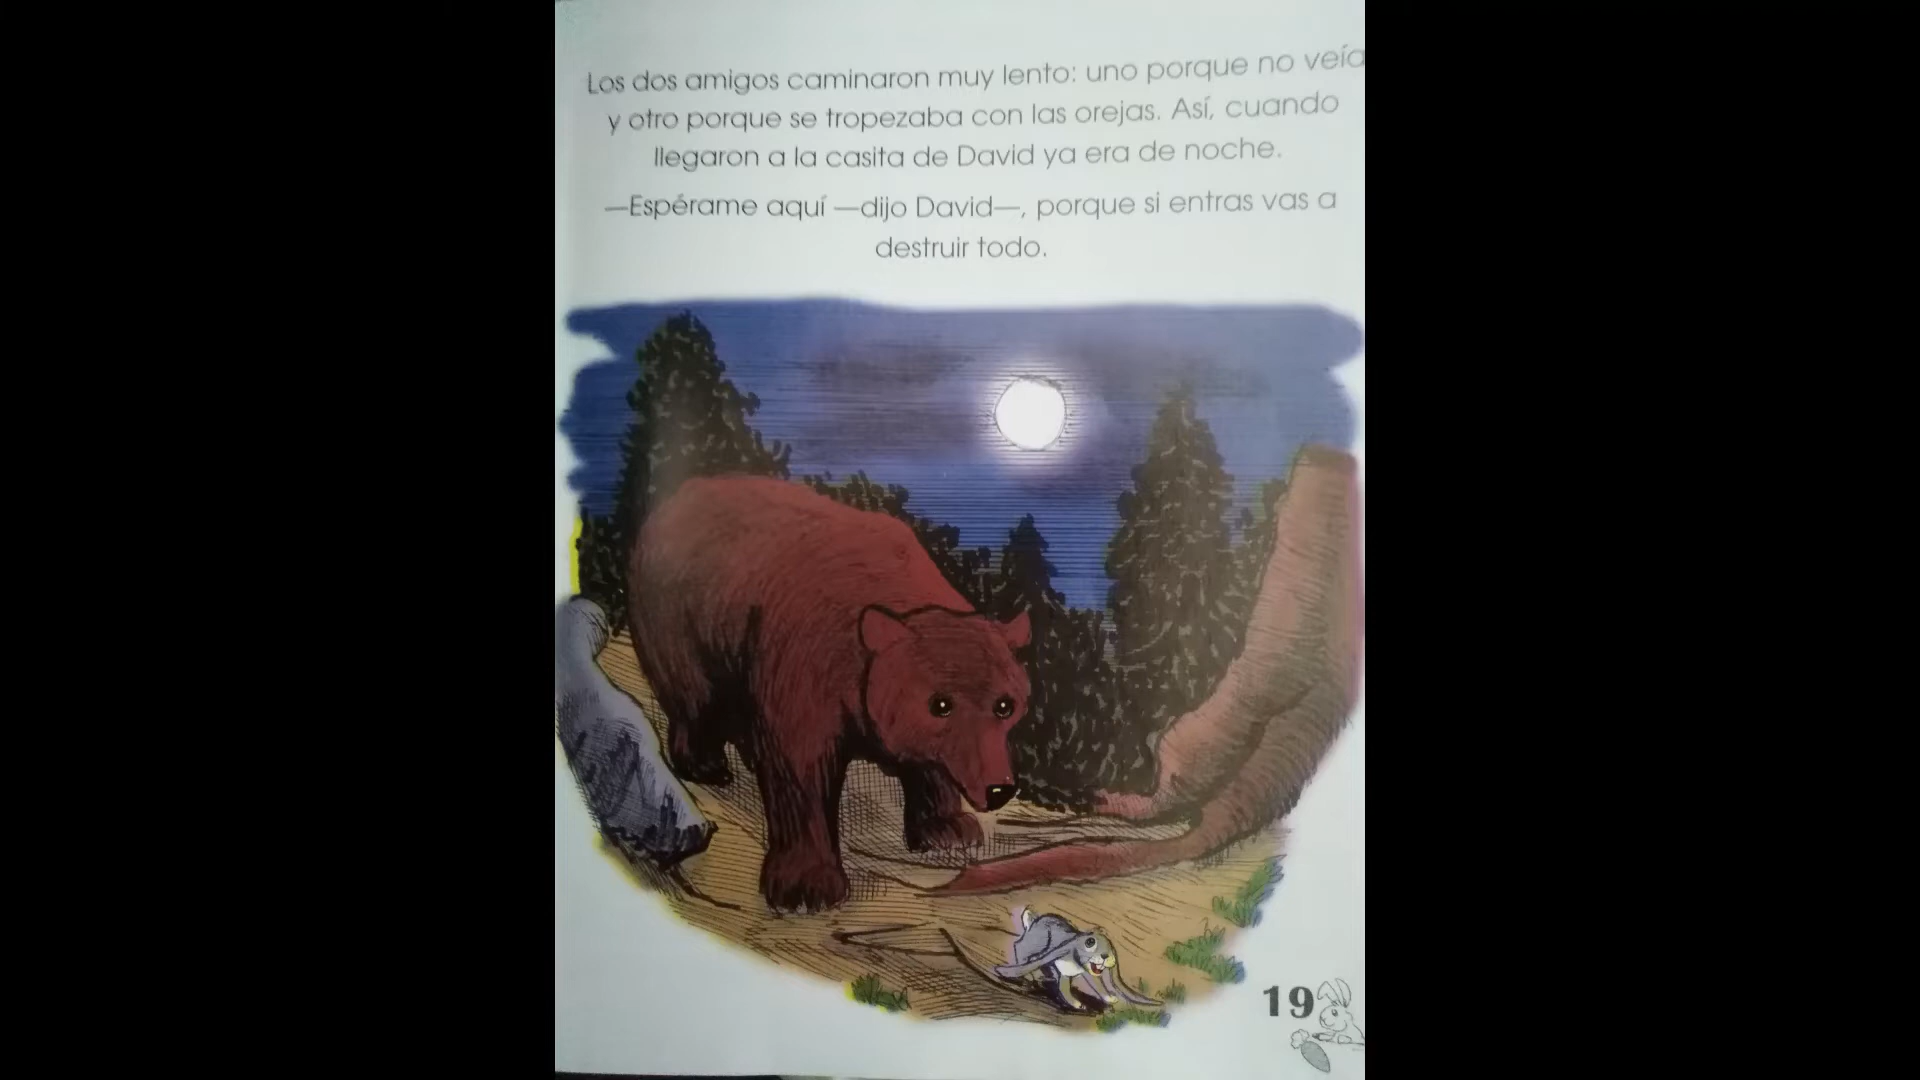 Los dos amigos caminaron muy lento: uno porque no veía
y otro porque se tropezaba con las orejas. Así, cuando
llegaron a la casita de David ya era de noche.
—Espérame aquí —dijo David—, porque si entras vas a
destruir todo.
19